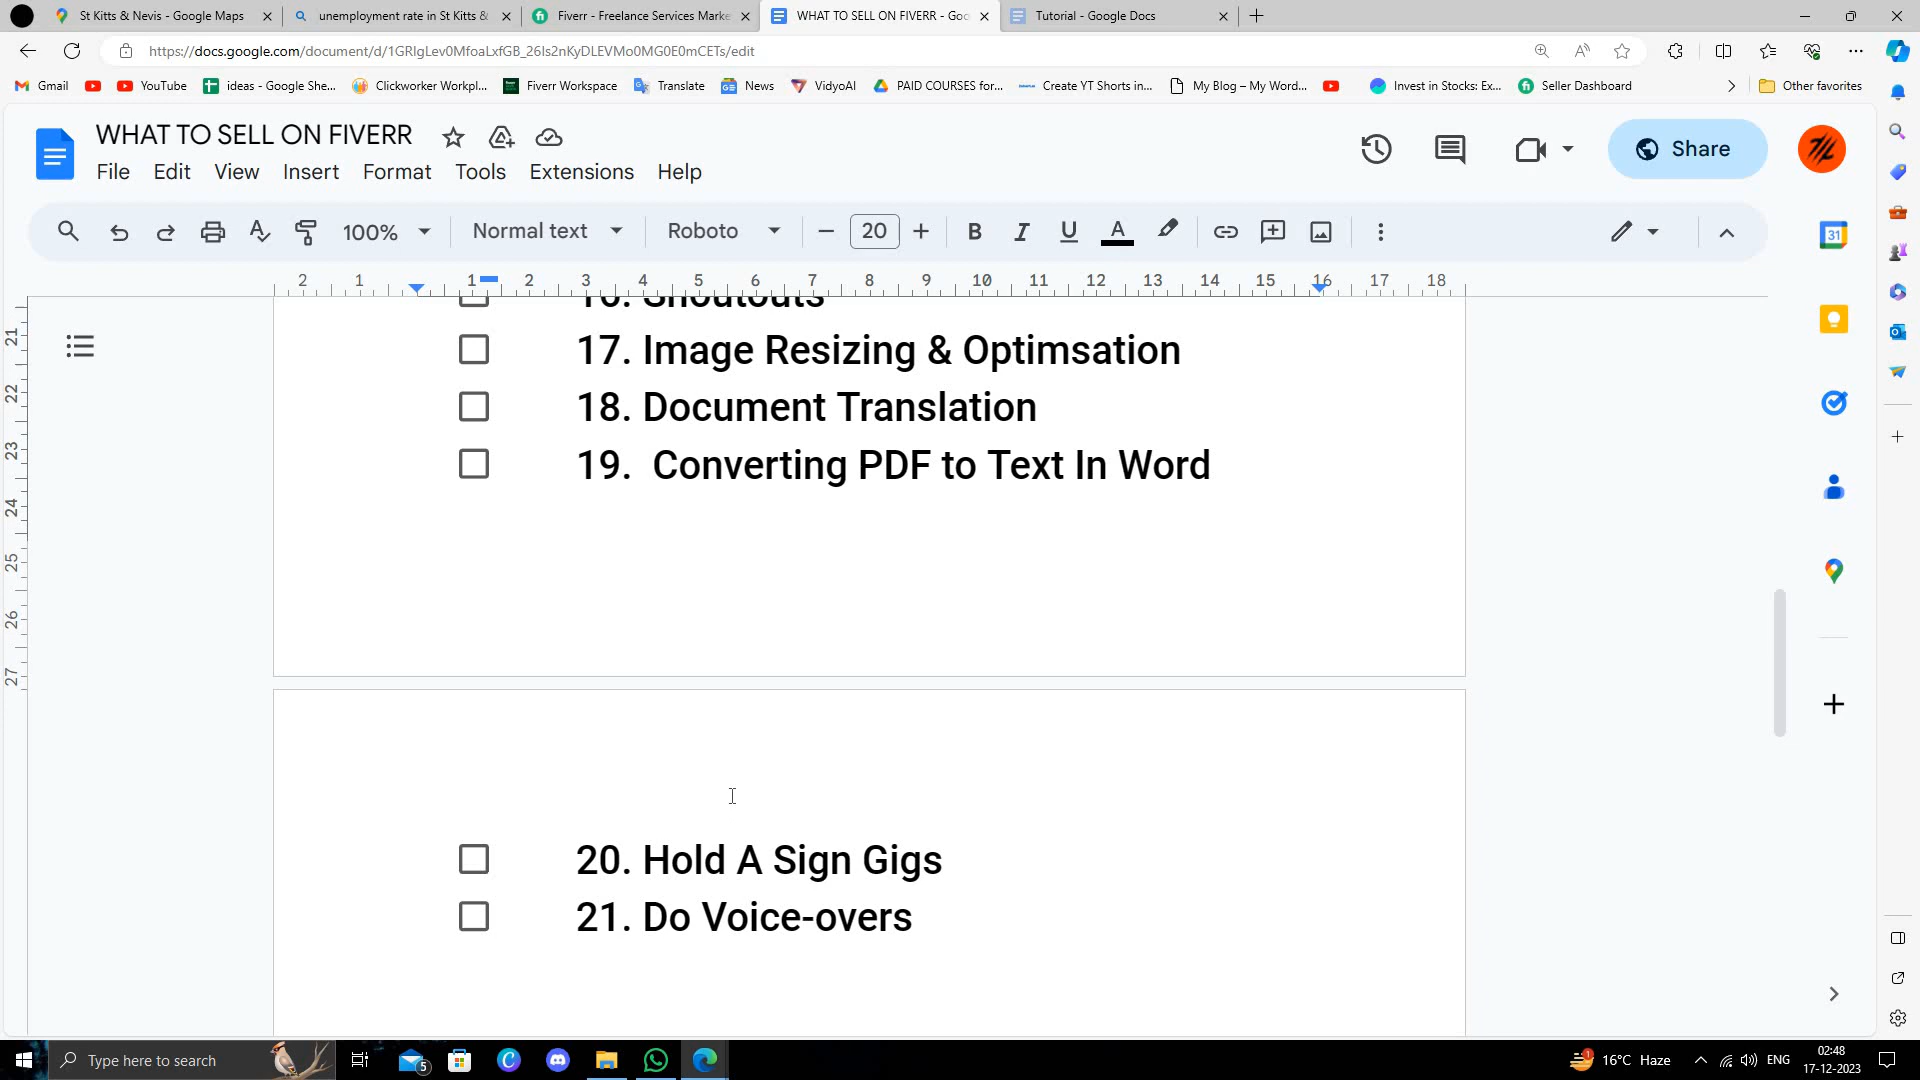 St Kitts & Nevis - Google Maps
unemployment rate in St Kitts &
Fiverr - Freelance Services Marke
WHAT TO SELL ON FIVERR - Goo
Tutorial - Google Docs
https://docs.google.com/document/d/1GRIgLev0MfoaLxfGB_26Is2nKyDLEVMo0MG0E0mCETs/edit
Gmail
YouTube
ideas - Google She...
Clickworker Workpl...
Fiverr Workspace
Translate
News
VidyoAI
PAID COURSES for...
Create YT Shorts in...
My Blog – My Word...
Invest in Stocks: Ex...
Seller Dashboard
Other favorites
WHAT TO SELL ON FIVERR
Share
File Edit View Insert Format Tools Extensions Help
100% Normal text Roboto 20 B I U A
31
2 1 1 2 3 4 5 6 7 8 9 10 11 12 13 14 15 16 17 18
16. Shoutouts
17. Image Resizing & Optimsation
18. Document Translation
19. Converting PDF to Text In Word
20. Hold A Sign Gigs
21. Do Voice-overs
21
22
23
24
25
26
27
Type here to search
5
1
16°C Haze
ENG
02:48
17-12-2023